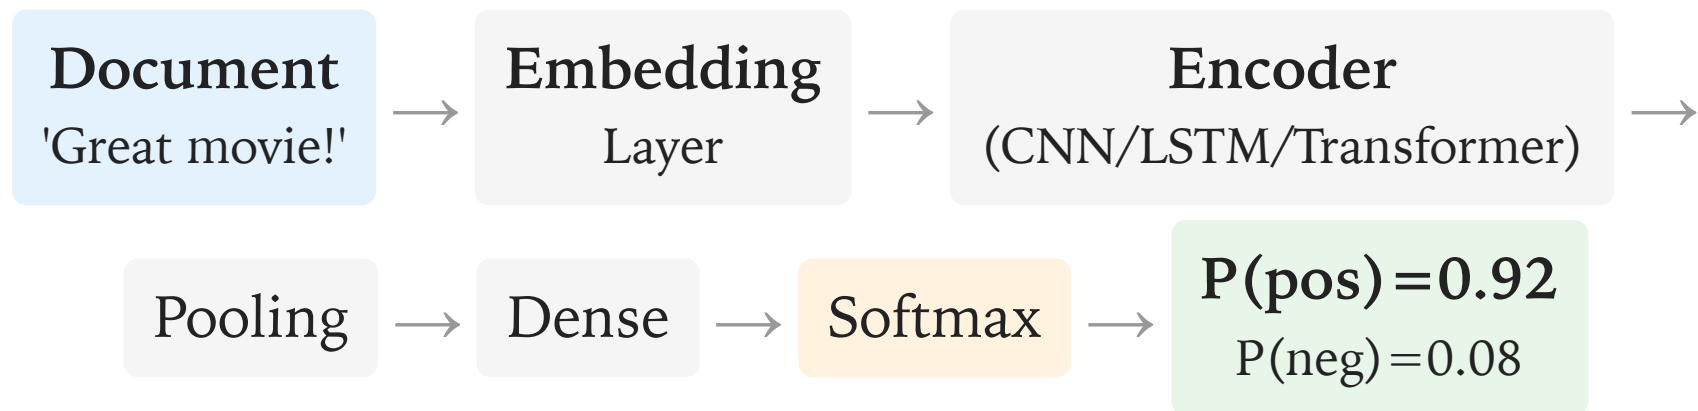 Document
'Great movie!'
→
Embedding
Layer
→
Encoder
(CNN/LSTM/Transformer)
→
Pooling
→
Dense
→
Softmax
→
P(pos)=0.92
P(neg)=0.08